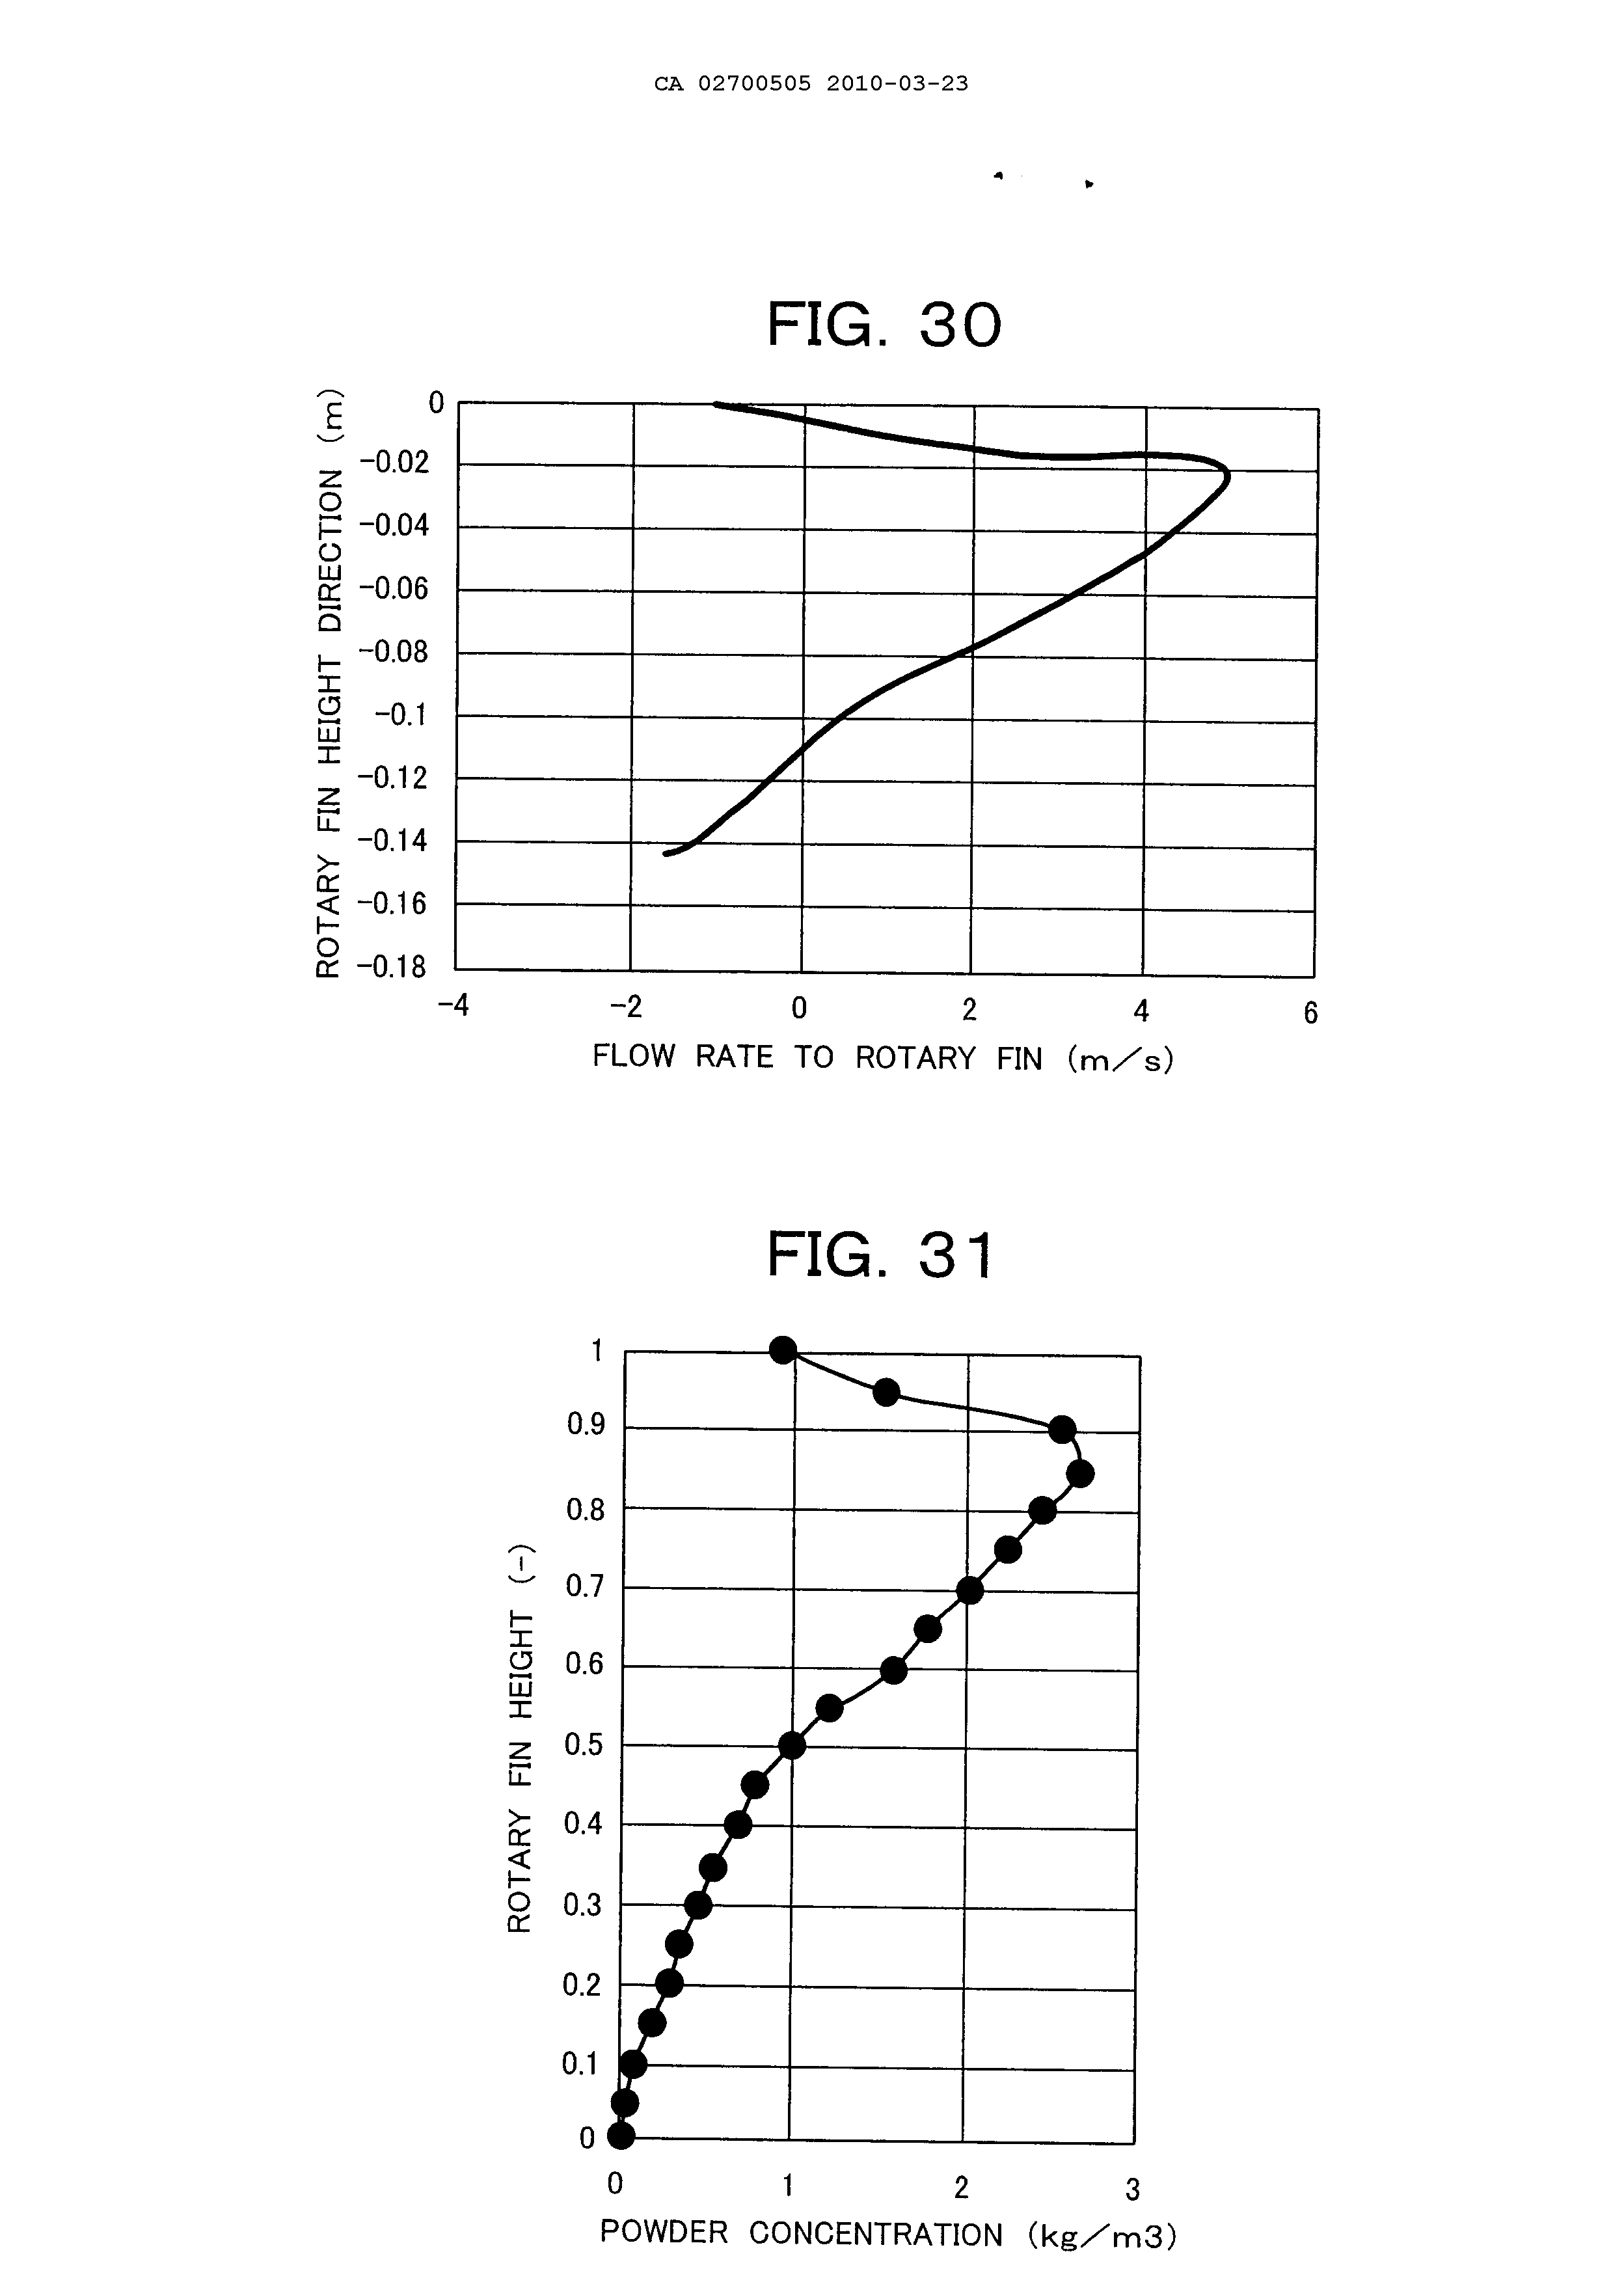 CA 02700505 2010-03-23
FIG. 30
ROTARY FIN HEIGHT DIRECTION (m)
0
-0.02
-0.04
-0.06
-0.08
-0.1
-0.12
-0.14
-0.16
-0.18
-4 -2 0 2 4 6
FLOW RATE TO ROTARY FIN (m/s)
FIG. 31
ROTARY FIN HEIGHT (-)
1
0.9
0.8
0.7
0.6
0.5
0.4
0.3
0.2
0.1
0
0 1 2 3
POWDER CONCENTRATION (kg/m3)